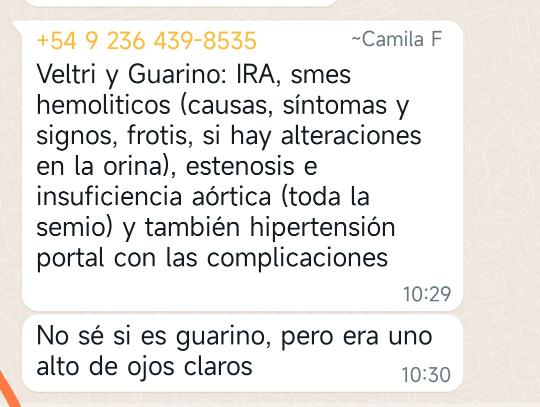 +54 9 236 439-8535 ~Camila F
Veltri y Guarino: IRA, smes
hemoliticos (causas, síntomas y
signos, frotis, si hay alteraciones
en la orina), estenosis e
insuficiencia aórtica (toda la
semio) y también hipertensión
portal con las complicaciones
10:29
No sé si es guarino, pero era uno
alto de ojos claros
10:30